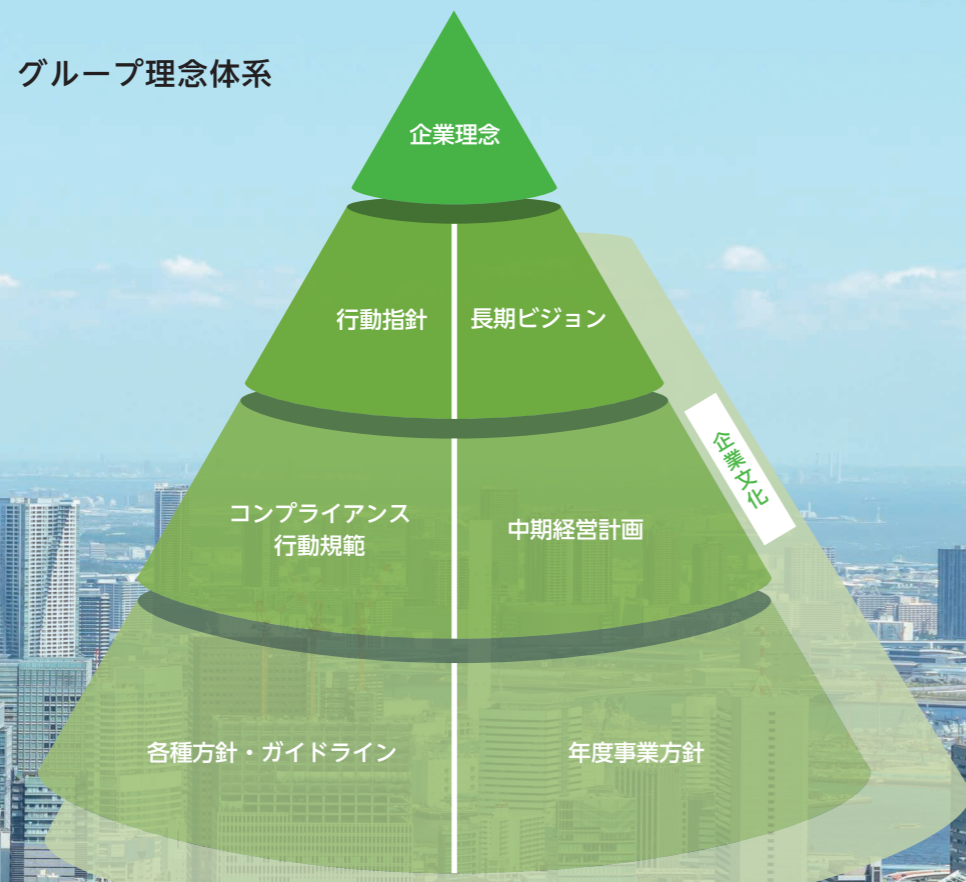 グループ理念体系
企業理念
行動指針
長期ビジョン
企業文化
コンプライアンス
行動規範
中期経営計画
各種方針・ガイドライン
年度事業方針